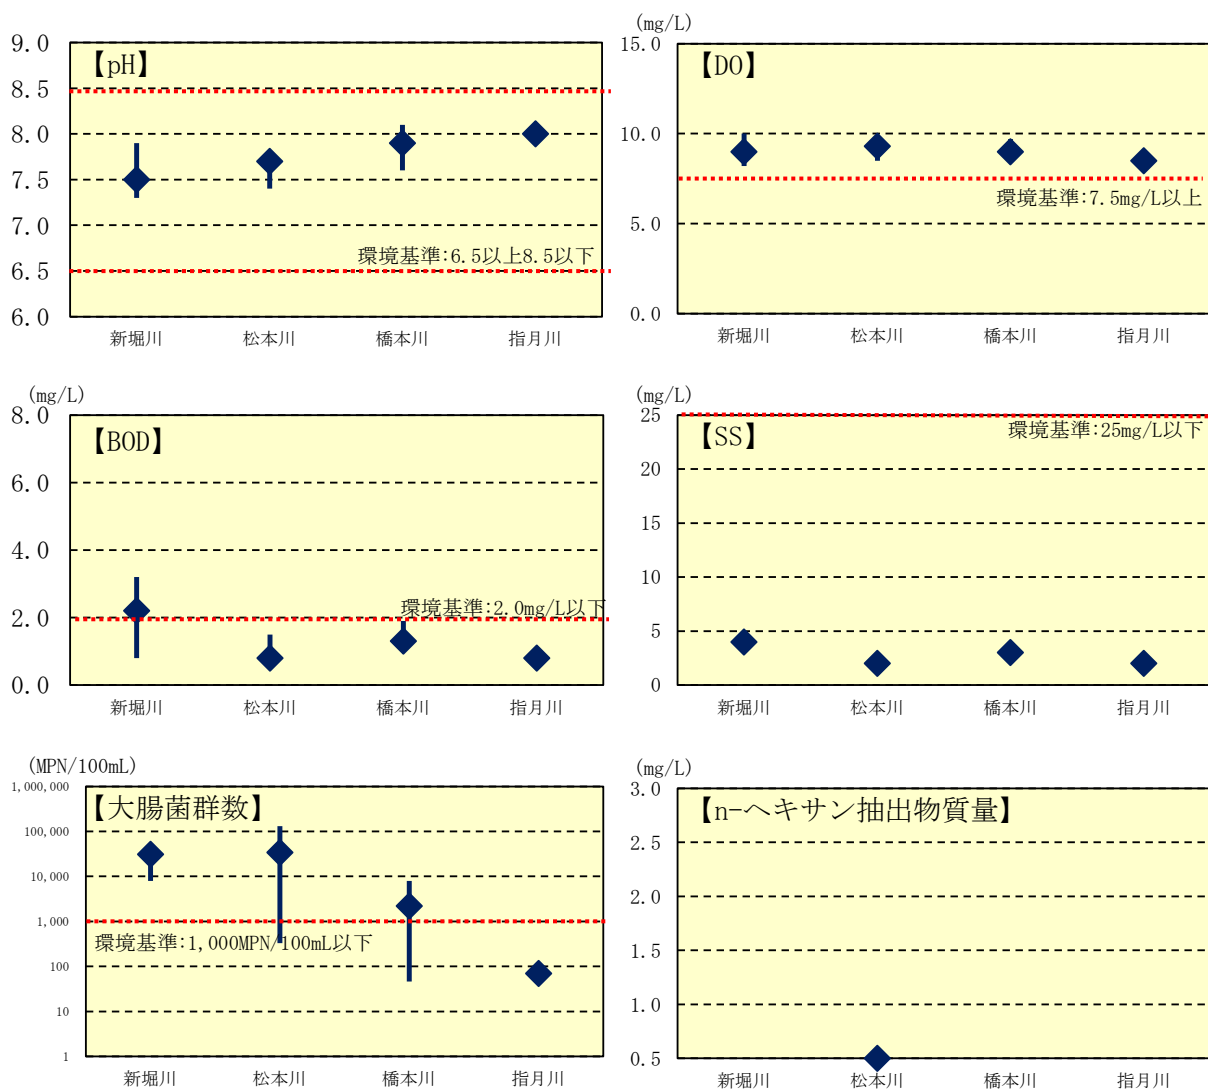 【pH】
9.0
8.5
8.0
7.5
7.0
6.5
6.0
環境基準:6.5以上8.5以下
新堀川 松本川 橋本川 指月川
(mg/L)
【DO】
15.0
10.0
5.0
0.0
環境基準:7.5mg/L以上
新堀川 松本川 橋本川 指月川
(mg/L)
【BOD】
8.0
6.0
4.0
2.0
0.0
環境基準:2.0mg/L以下
新堀川 松本川 橋本川 指月川
(mg/L)
【SS】
25
20
15
10
5
0
環境基準:25mg/L以下
新堀川 松本川 橋本川 指月川
(MPN/100mL)
【大腸菌群数】
1,000,000
100,000
10,000
1,000
100
10
1
環境基準:1,000MPN/100mL以下
新堀川 松本川 橋本川 指月川
(mg/L)
【n-ヘキサン抽出物質量】
3.0
2.5
2.0
1.5
1.0
0.5
新堀川 松本川 橋本川 指月川